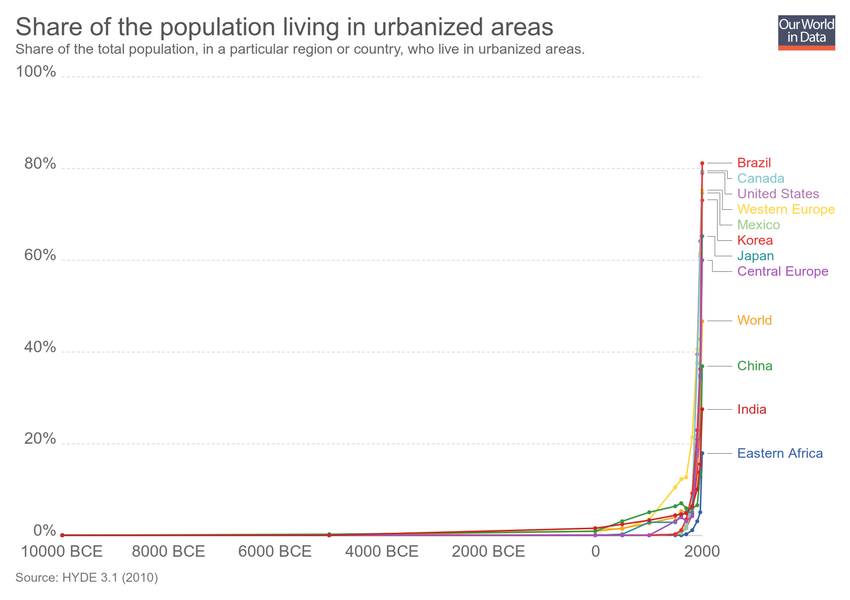 Share of the population living in urbanized areas
Share of the total population, in a particular region or country, who live in urbanized areas.
Our World
in Data
100%
80%
60%
40%
20%
0%
10000 BCE
8000 BCE
6000 BCE
4000 BCE
2000 BCE
0
2000
Brazil
Canada
United States
Western Europe
Mexico
Korea
Japan
Central Europe
World
China
India
Eastern Africa
Source: HYDE 3.1 (2010)